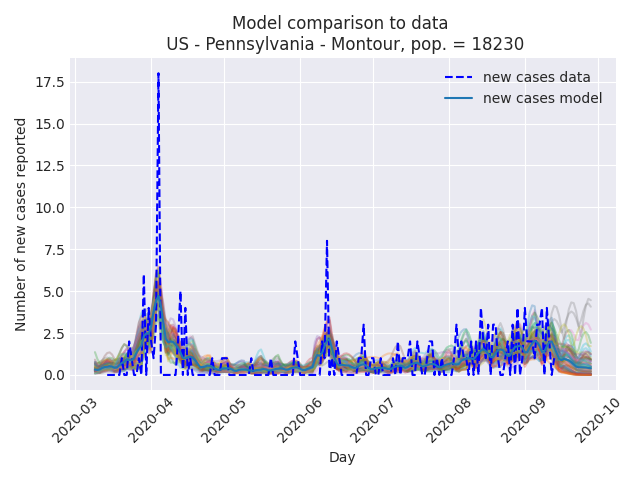 Model comparison to data
US - Pennsylvania - Montour, pop. = 18230
new cases data
new cases model
Number of new cases reported
17.5
15.0
12.5
10.0
7.5
5.0
2.5
0.0
2020-03
2020-04
2020-05
2020-06
2020-07
2020-08
2020-09
2020-10
Day